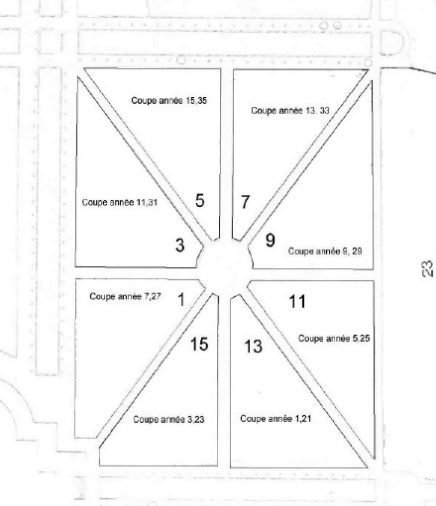 Coupe année 15,35
Coupe année 13, 33
5
7
Coupe année 11,31
3
9
Coupe année 9, 29
23
Coupe année 7,27
1
11
15
13
Coupe année 5,25
Coupe année 3,23
Coupe année 1,21